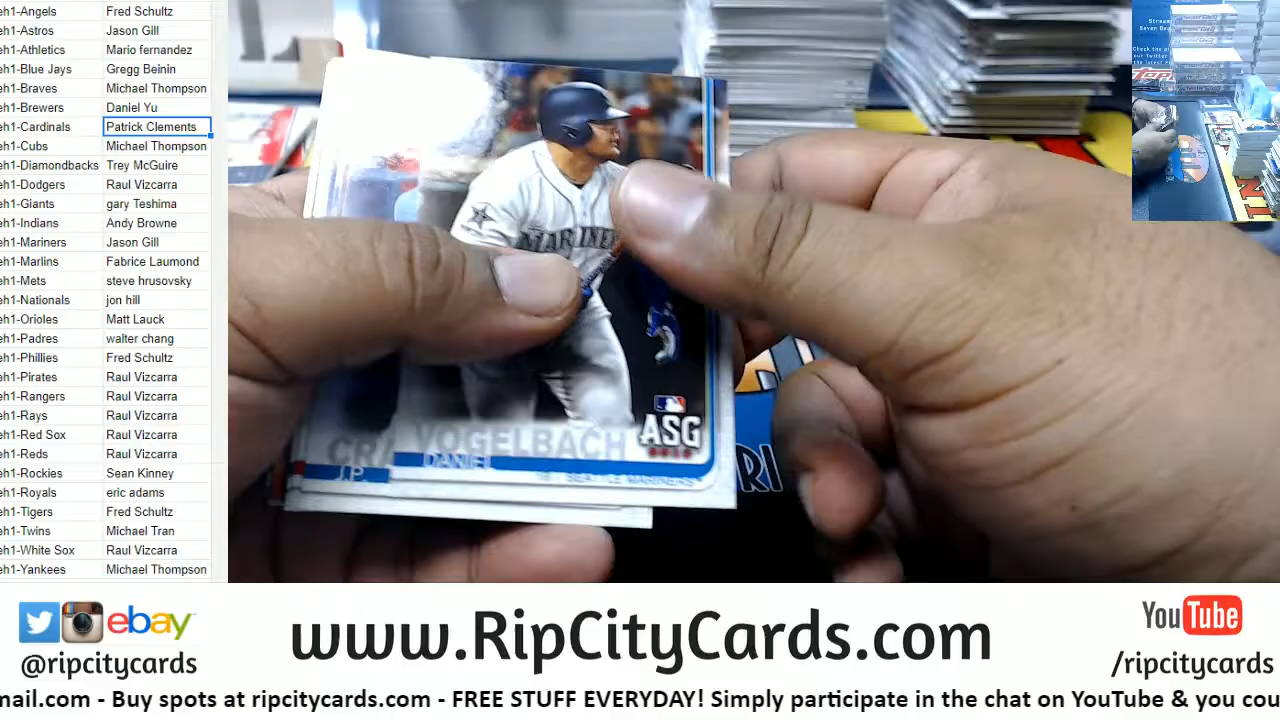 eh1-Angels Fred Schultz
eh1-Astros Jason Gill
eh1-Athletics Mario fernandez
eh1-Blue Jays Gregg Beinin
eh1-Braves Michael Thompson
eh1-Brewers Daniel Yu
eh1-Cardinals Patrick Clements
eh1-Cubs Michael Thompson
eh1-Diamondbacks Trey McGuire
eh1-Dodgers Raul Vizcarra
eh1-Giants gary Teshima
eh1-Indians Andy Browne
eh1-Mariners Jason Gill
eh1-Marlins Fabrice Laumond
eh1-Mets steve hrusovsky
eh1-Nationals jon hill
eh1-Orioles Matt Lauck
eh1-Padres walter chang
eh1-Phillies Fred Schultz
eh1-Pirates Raul Vizcarra
eh1-Rangers Raul Vizcarra
eh1-Rays Raul Vizcarra
eh1-Red Sox Raul Vizcarra
eh1-Reds Raul Vizcarra
eh1-Rockies Sean Kinney
eh1-Royals eric adams
eh1-Tigers Fred Schultz
eh1-Twins Michael Tran
eh1-White Sox Raul Vizcarra
eh1-Yankees Michael Thompson
MARINE
ASG
CRA
J.P.
VOGELBACH
DANIEL
SEATTLE MARINERS
RI
Seven
ebay
@ripcitycards
www.RipCityCards.com
YouTube
/ripcitycards
mail.com - Buy spots at ripcitycards.com - FREE STUFF EVERYDAY! Simply participate in the chat on YouTube & you cou